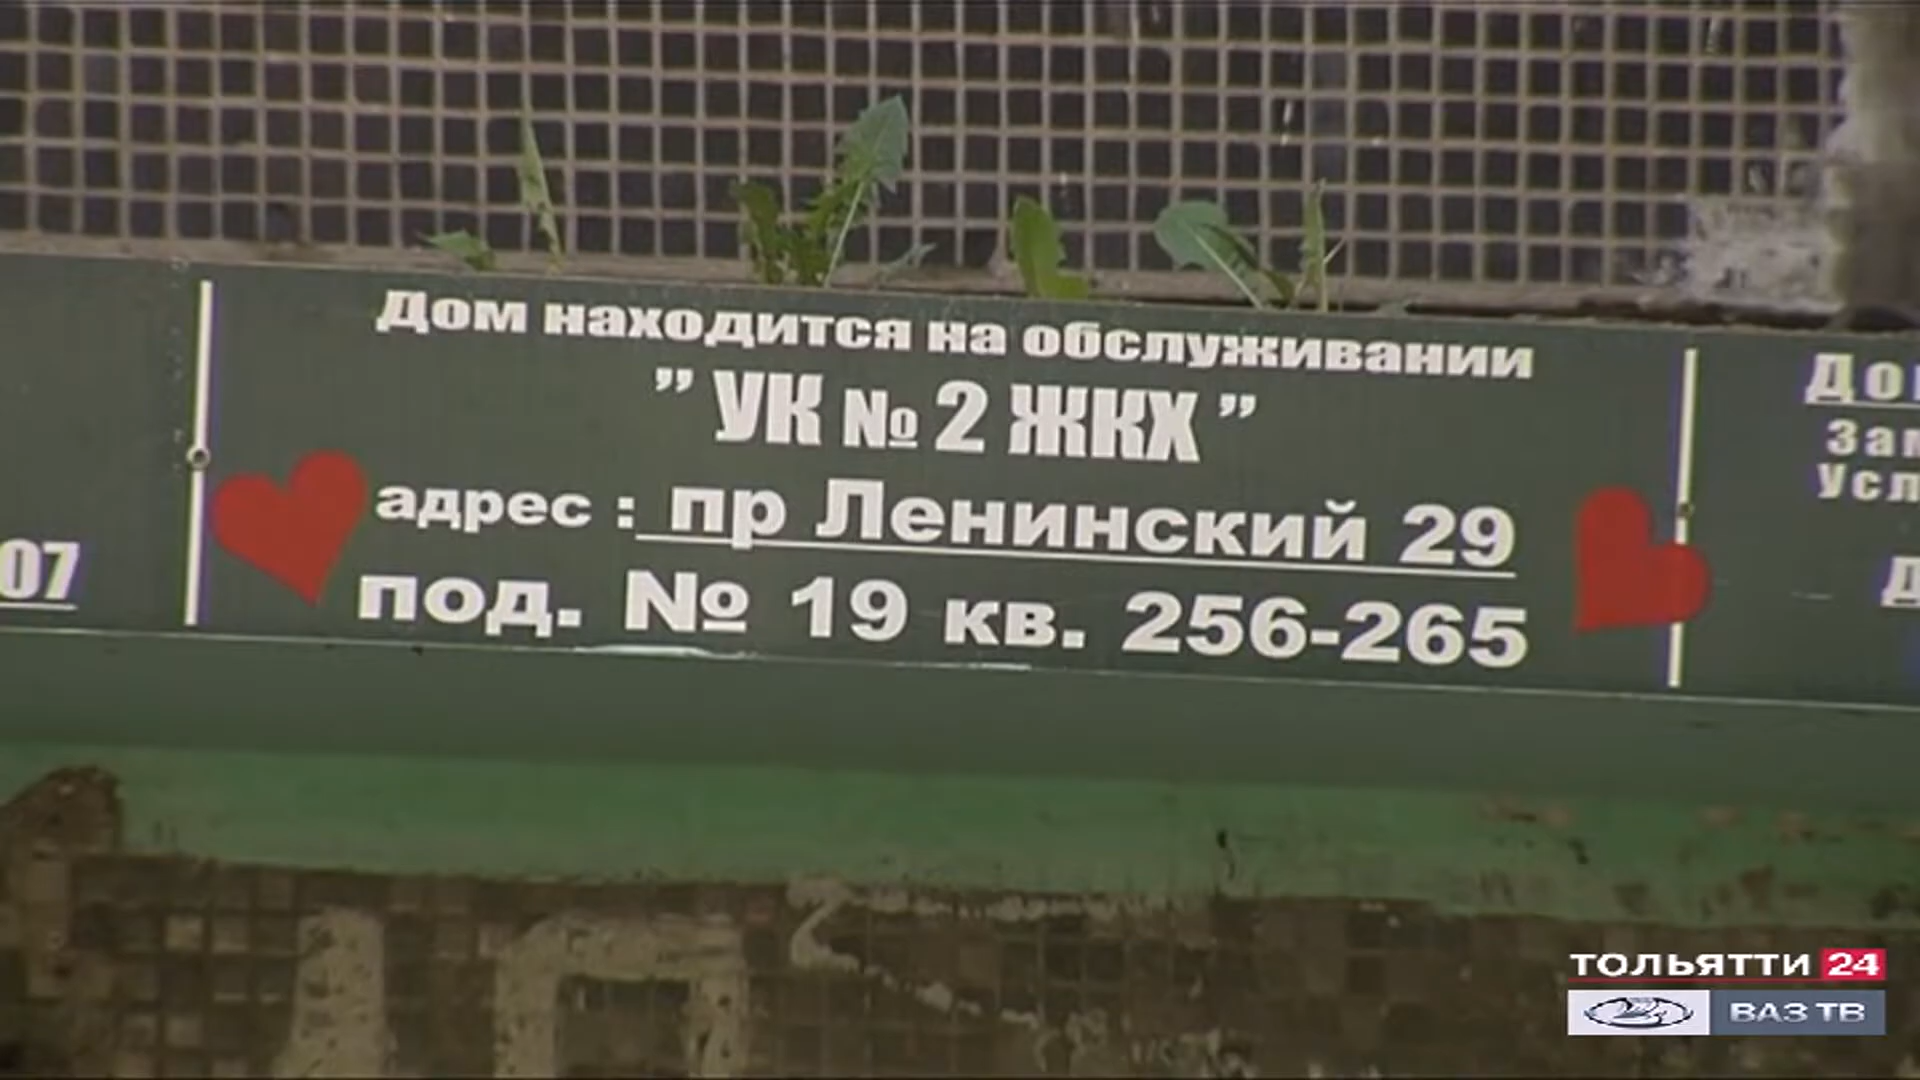 Дом находится на обслуживании
” УК № 2 ЖКХ ”
адрес : пр Ленинский 29
под. № 19 кв. 256-265
07
ТОЛЬЯТТИ 24
ВАЗ ТВ